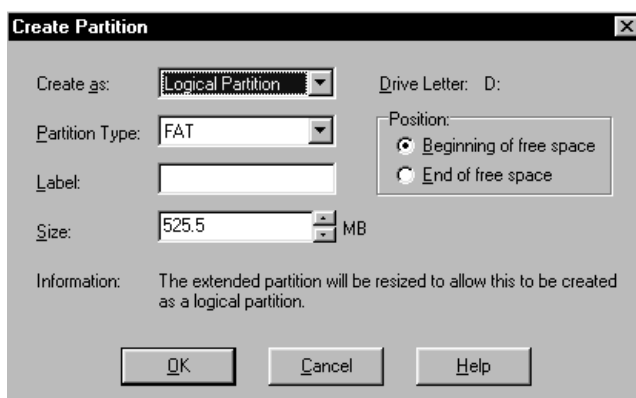 Create Partition
Create as: Logical Partition Drive Letter: D:
Position:
Partition Type: FAT Beginning of free space
Label: End of free space
Size: 525.5 MB
Information: The extended partition will be resized to allow this to be created
as a logical partition.
OK Cancel Help